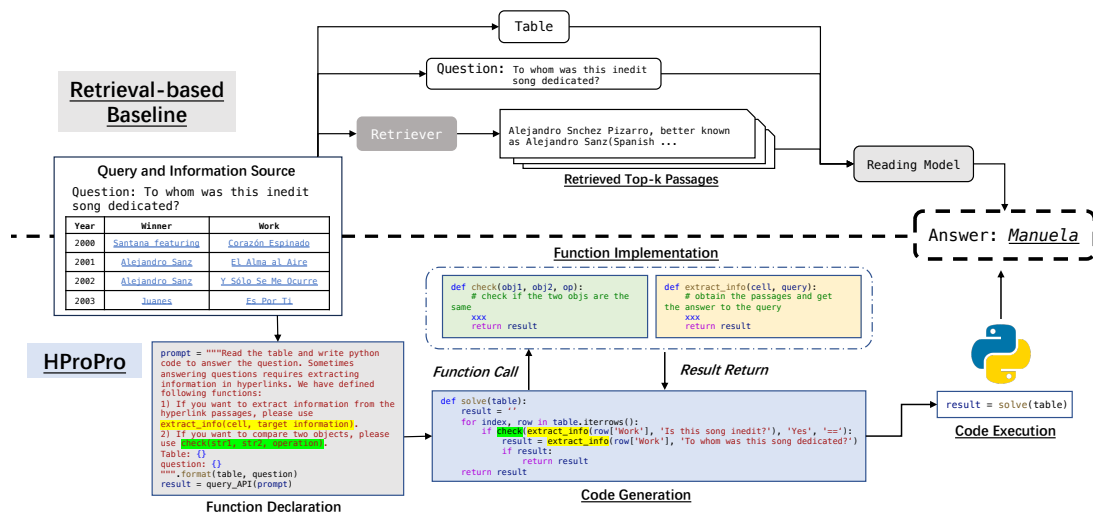 Retrieval-based
Baseline
Table
Question: To whom was this inedit
song dedicated?
Retriever
Alejandro Snchez Pizarro, better known
as Alejandro Sanz(Spanish ...
Retrieved Top-k Passages
Reading Model
Answer: Manuela
Query and Information Source
Question: To whom was this inedit
song dedicated?
Year Winner Work
2000 Santana featuring Corazón Espinado
2001 Alejandro Sanz El Alma al Aire
2002 Alejandro Sanz Y Sólo Se Me Ocurre
2003 Juanes Es Por Ti
HProPro
prompt = """Read the table and write python
code to answer the question. Sometimes
answering questions requires extracting
information in hyperlinks. We have defined
following functions:
1) If you want to extract information from the
hyperlink passages, please use
extract_info(cell, target information).
2) If you want to compare two objects, please
use check(str1, str2, operation).
Table: {}
question: {}
""".format(table, question)
result = query_API(prompt)
Function Declaration
Function Implementation
def check(obj1, obj2, op):
# check if the two objs are the
same
xxx
return result
def extract_info(cell, query):
# obtain the passages and get
the answer to the query
xxx
return result
Function Call
Result Return
def solve(table):
result = ''
for index, row in table.iterrows():
if check(extract_info(row['Work'], 'Is this song inedit?'), 'Yes', '=='):
result = extract_info(row['Work'], 'To whom was this song dedicated?')
if result:
return result
return result
Code Generation
result = solve(table)
Code Execution